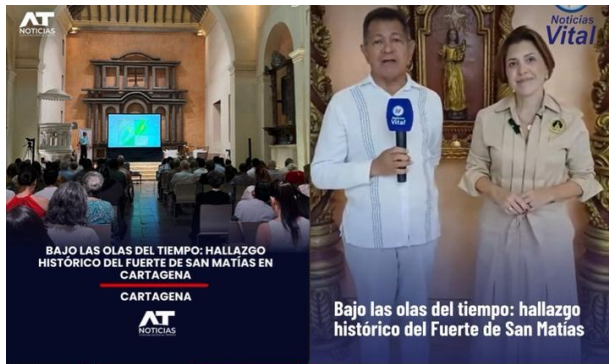 AT
NOTICIAS
BAJO LAS OLAS DEL TIEMPO: HALLAZGO
HISTÓRICO DEL FUERTE DE SAN MATÍAS EN
CARTAGENA
CARTAGENA
AT
NOTICIAS
Noticias
Vital
Vital
Bajo las olas del tiempo: hallazgo
histórico del Fuerte de San Matías